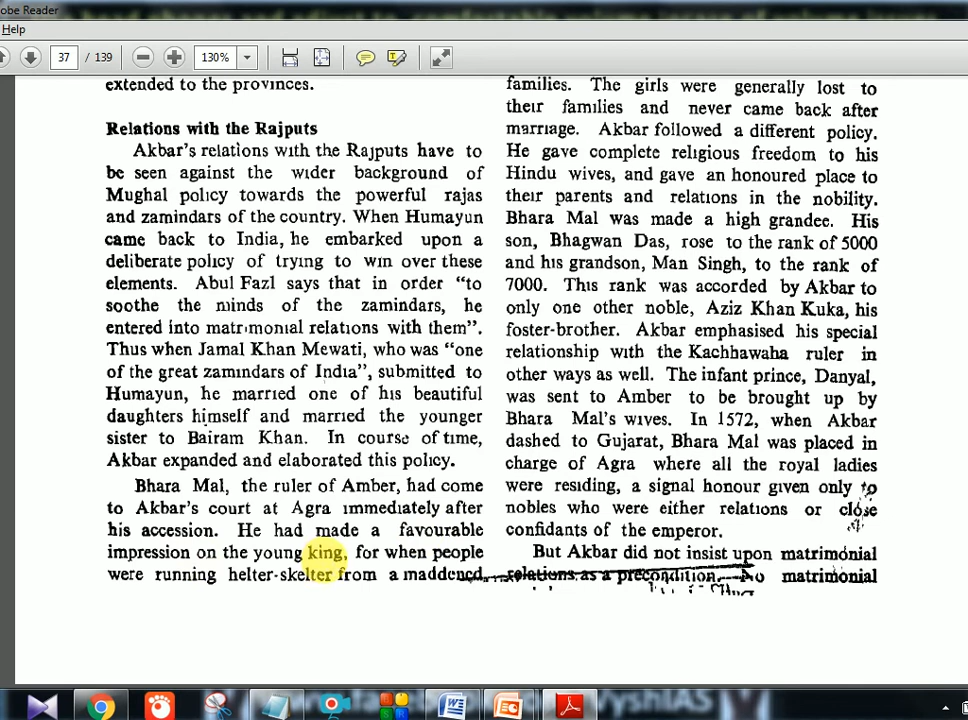 obe Reader
Help
37 / 139
130%
extended to the provinces.
Relations with the Rajputs
Akbar's relations with the Rajputs have to
be seen against the wider background of
Mughal policy towards the powerful rajas
and zamindars of the country. When Humayun
came back to India, he embarked upon a
deliberate policy of trying to win over these
elements. Abul Fazl says that in order "to
soothe the minds of the zamindars, he
entered into matrimonial relations with them".
Thus when Jamal Khan Mewati, who was "one
of the great zamindars of India", submitted to
Humayun, he married one of his beautiful
daughters himself and married the younger
sister to Bairam Khan. In course of time,
Akbar expanded and elaborated this policy.
Bhara Mal, the ruler of Amber, had come
to Akbar's court at Agra immediately after
his accession. He had made a favourable
impression on the young king, for when people
were running helter-skelter from a maddened
families. The girls were generally lost to
their families and never came back after
marriage. Akbar followed a different policy.
He gave complete religious freedom to his
Hindu wives, and gave an honoured place to
their parents and relations in the nobility.
Bhara Mal was made a high grandee. His
son, Bhagwan Das, rose to the rank of 5000
and his grandson, Man Singh, to the rank of
7000. This rank was accorded by Akbar to
only one other noble, Aziz Khan Kuka, his
foster-brother. Akbar emphasised his special
relationship with the Kachhawaha ruler in
other ways as well. The infant prince, Danyal,
was sent to Amber to be brought up by
Bhara Mal's wives. In 1572, when Akbar
dashed to Gujarat, Bhara Mal was placed in
charge of Agra where all the royal ladies
were residing, a signal honour given only to
nobles who were either relations or close
confidants of the emperor.
But Akbar did not insist upon matrimonial
relations as a precondition. No matrimonial
VyshIAS